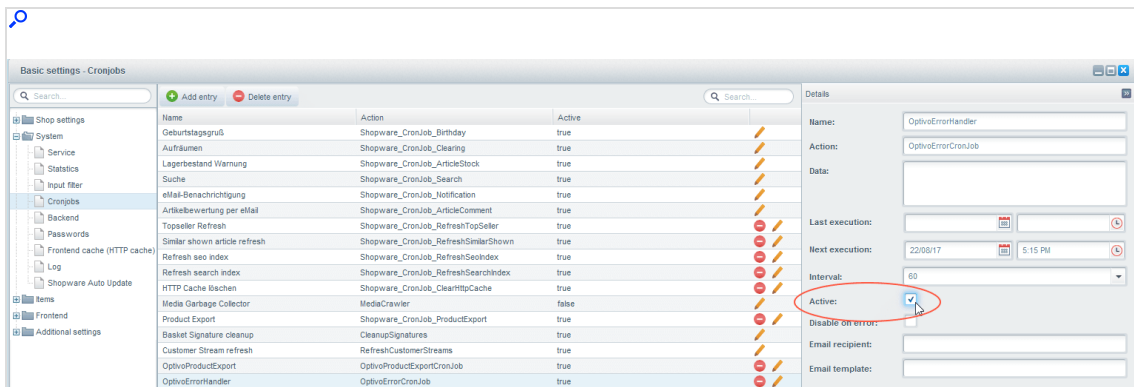 Basic settings - Cronjobs
Search...
Shop settings
System
Service
Statstics
Input filter
Cronjobs
Backend
Passwords
Frontend cache (HTTP cache)
Log
Shopware Auto Update
Items
Frontend
Additional settings
Add entry Delete entry Search...
Name Action Active
Geburtstagsgruß Shopware_CronJob_Birthday true
Aufräumen Shopware_CronJob_Clearing true
Lagerbestand Warnung Shopware_CronJob_ArticleStock true
Suche Shopware_CronJob_Search true
eMail-Benachrichtigung Shopware_CronJob_Notification true
Artikelbewertung per eMail Shopware_CronJob_ArticleComment true
Topseller Refresh Shopware_CronJob_RefreshTopSeller true
Similar shown article refresh Shopware_CronJob_RefreshSimilarShown true
Refresh seo index Shopware_CronJob_RefreshSeoIndex true
Refresh search index Shopware_CronJob_RefreshSearchIndex true
HTTP Cache löschen Shopware_CronJob_ClearHttpCache true
Media Garbage Collector MediaCrawler false
Product Export Shopware_CronJob_ProductExport true
Basket Signature cleanup CleanupSignatures true
Customer Stream refresh RefreshCustomerStreams true
OptivoProductExport OptivoProductExportCronJob true
OptivoErrorHandler OptivoErrorCronJob true
Details
Name: OptivoErrorHandler
Action: OptivoErrorCronJob
Data:
Last execution:
Next execution: 22/08/17 5:15 PM
Interval: 60
Active:
Disable on error:
Email recipient:
Email template: